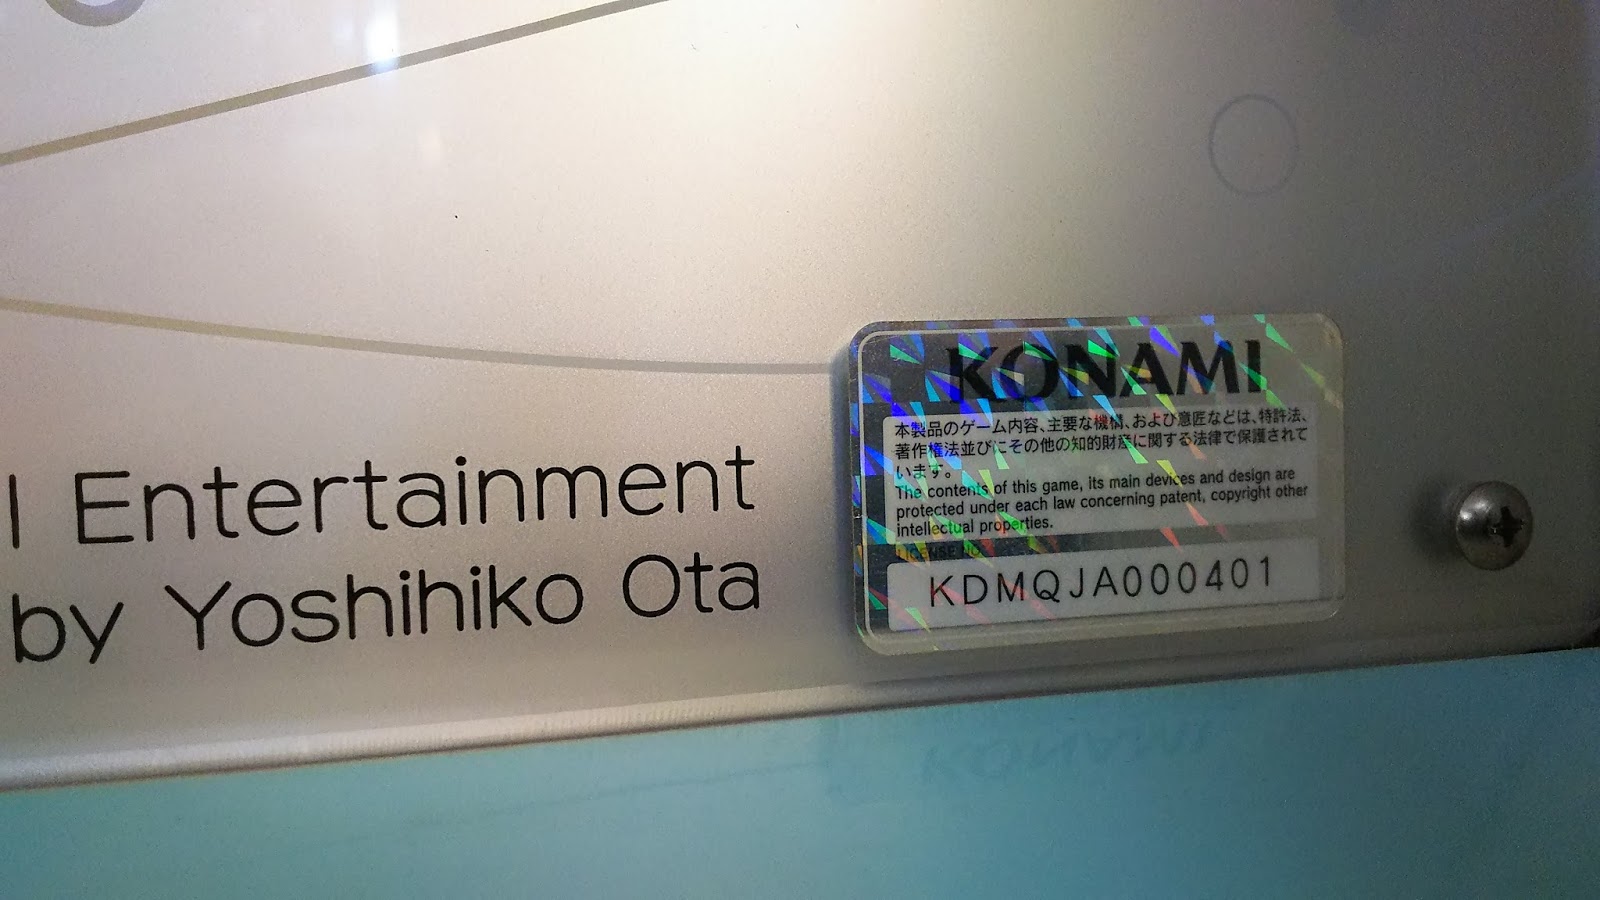 l Entertainment
by Yoshihiko Ota
KONAMI
本製品のゲーム内容、主要な機構、および意匠などは、特許法、
著作権法並びにその他の知的財産に関する法律で保護されて
います。
The contents of this game, its main devices and design are
protected under each law concerning patent, copyright other
intellectual properties.
LICENSE NO.
KDMQJA000401